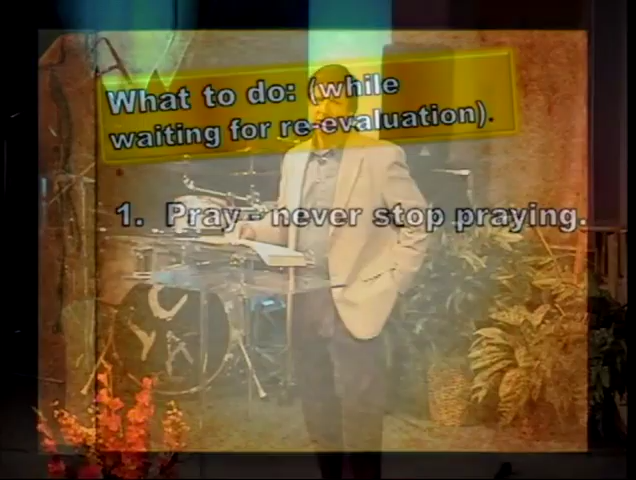 What to do: (while
waiting for re-evaluation).
1. Pray - never stop praying.